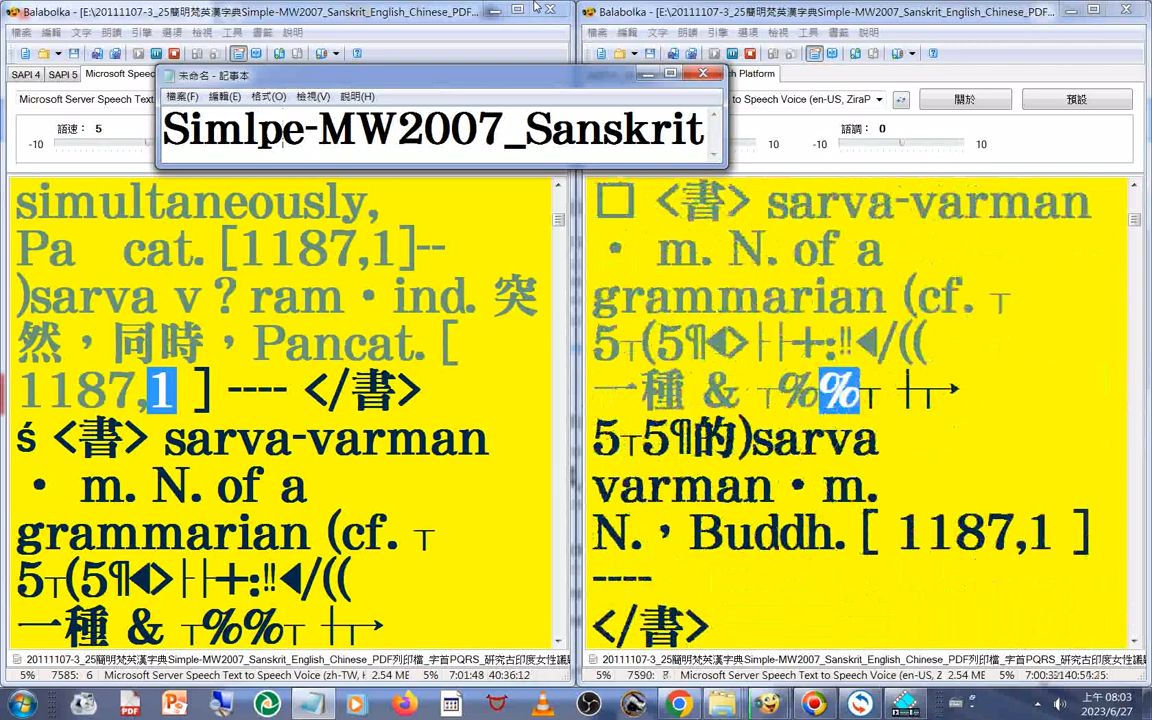 Balabolka - [E:\20111107-3_25簡明梵英漢字典Simple-MW2007_Sanskrit_English_Chinese_PDF...
檔案 編輯 文字 朗讀 引擎 選項 檢視 工具 書籤 說明
SAPI 4 SAPI 5 Microsoft Speec
Microsoft Server Speech Text
語速： 5
-10
Balabolka - [E:\20111107-3_25簡明梵英漢字典Simple-MW2007_Sanskrit_English_Chinese_PDF...
檔案 編輯 文字 朗讀 引擎 選項 檢視 工具 書籤 說明
h Platform
to Speech Voice (en-US, ZiraP
關於
預設
語調： 0
10
-10
10
未命名 - 記事本
檔案(F) 編輯(E) 格式(O) 檢視(V) 說明(H)
Simlpe-MW2007_Sanskrit
simultaneously,
Pa cat. [1187,1]--
)sarva v ? ram • ind. 突
然，同時，Pancat. [
1187,1 ] ---- </書>
ś <書> sarva-varman
• m. N. of a
grammarian (cf. ┬
5┬(5¶◀▷├├+:‼◀/((
一種 & ┬%%┬ ┼┬→
□ <書> sarva-varman
• m. N. of a
grammarian (cf. ┬
5┬(5¶◀▷├├+:‼◀/((
一種 & ┬%%┬ ┼┬→
5┬5¶的)sarva
varman • m.
N.，Buddh. [ 1187,1 ]
----
</書>
20111107-3_25簡明梵英漢字典Simple-MW2007_Sanskrit_English_Chinese_PDF列印檔_字首PQRS_研究古印度女性議
5% 7585: 6 Microsoft Server Speech Text to Speech Voice (zh-TW, H 2.54 ME 5% 7:01:48 40:36:12
20111107-3_25簡明梵英漢字典Simple-MW2007_Sanskrit_English_Chinese_PDF列印檔_字首PQRS_研究古印度女性議
5% 7590: Microsoft Server Speech Text to Speech Voice (en-US, Z 2.54 ME 5%
上午 08:03
2023/6/27